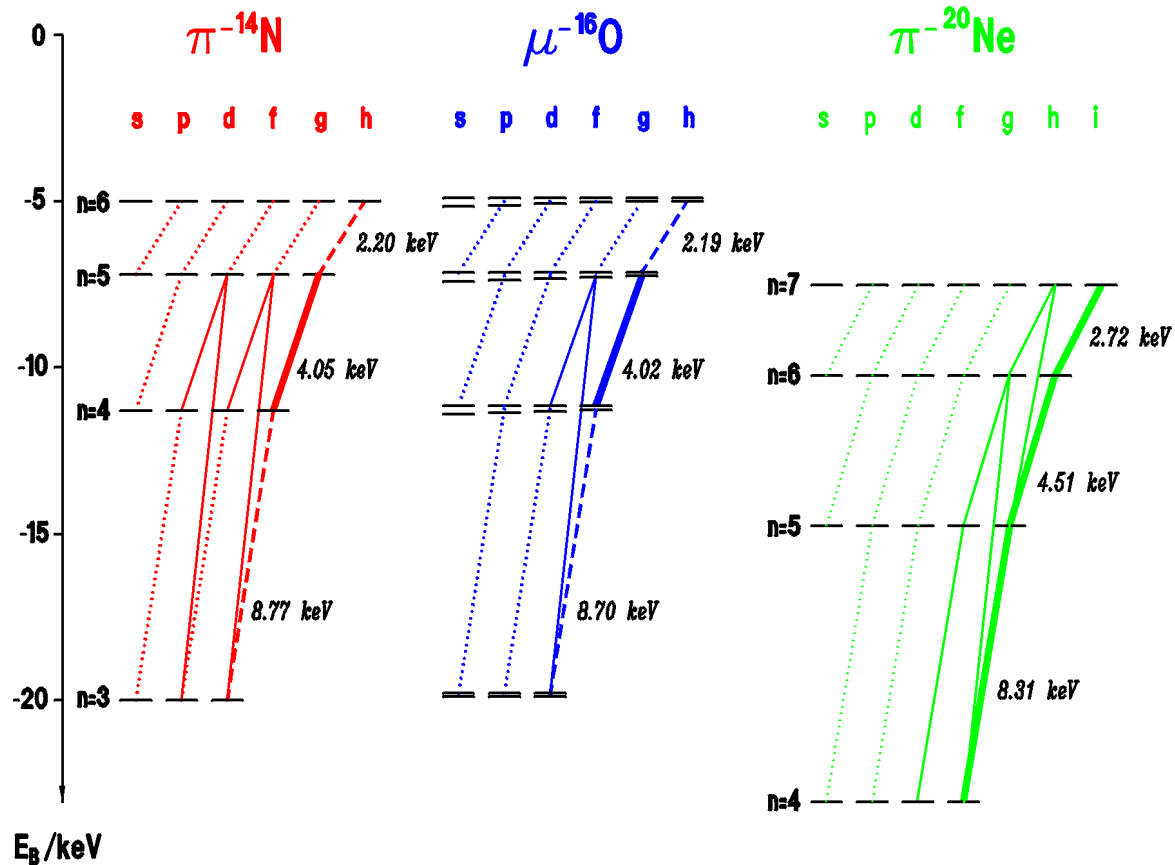 0
π⁻¹⁴N
μ⁻¹⁶O
π⁻²⁰Ne
s p d f g h
s p d f g h
s p d f g h i
-5
n=6
2.20 keV
2.19 keV
n=5
n=7
2.72 keV
-10
4.05 keV
4.02 keV
n=6
n=4
4.51 keV
-15
n=5
8.77 keV
8.70 keV
8.31 keV
-20
n=3
n=4
E_B/keV